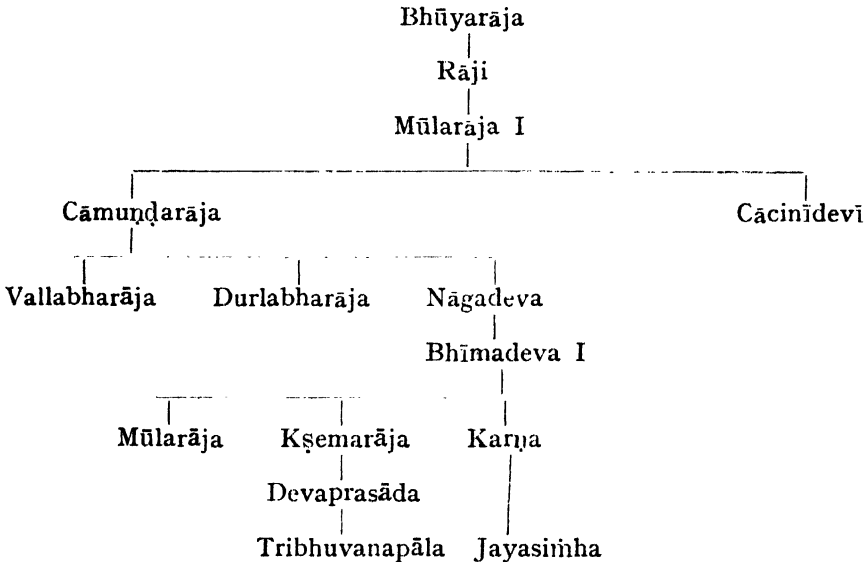 Bhūyarāja
Rāji
Mūlarāja I
Cāmuṇḍarāja Cācinīdevī
Vallabharāja Durlabharāja Nāgadeva
Bhīmadeva I
Mūlarāja Kṣemarāja Karṇa
Devaprasāda
Tribhuvanapāla Jayasiṁha